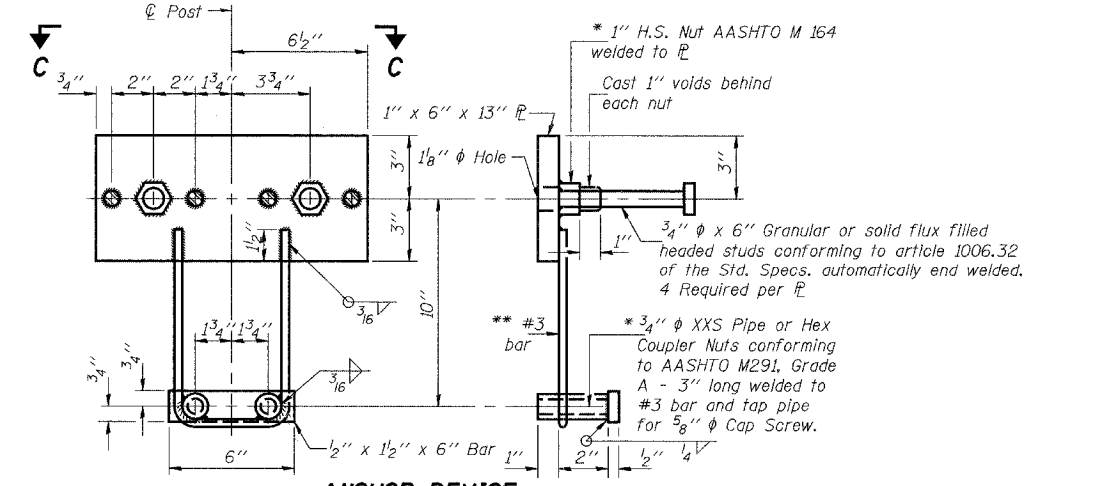 ℄ Post
C
C
6½"
¾"
2"
2"
1¾"
3¾"
* 1" H.S. Nut AASHTO M 164
welded to ℙL
Cast 1" voids behind
each nut
1" x 6" x 13" ℙL
1⅛" ϕ Hole
3"
3"
3"
1½"
1"
¾" ϕ x 6" Granular or solid flux filled
headed studs conforming to article 1006.32
of the Std. Specs. automatically end welded.
4 Required per ℙL
3/16
10"
** #3
bar
* ¾" ϕ XXS Pipe or Hex
Coupler Nuts conforming
to AASHTO M291, Grade
A - 3" long welded to
#3 bar and tap pipe
for ⅝" ϕ Cap Screw.
1¾"
1¾"
¾"
¾"
3/16
½" x 1½" x 6" Bar
6"
1"
2"
½"
¼
ANCHOR DEVICE